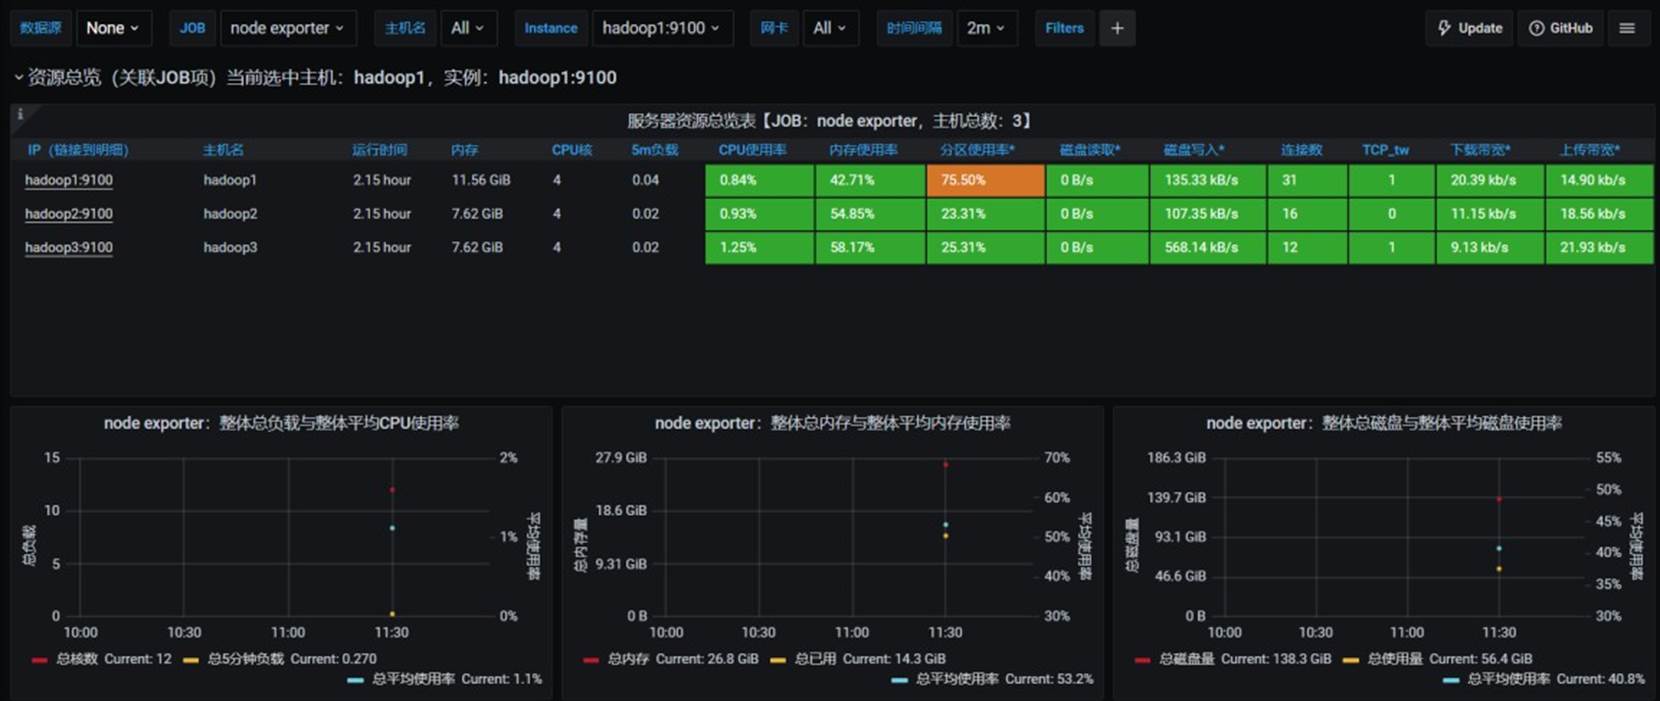 数据源 None JOB node exporter 主机名 All Instance hadoop1:9100 网卡 All 时间间隔 2m Filters + Update GitHub
资源总览（关联JOB项）当前选中主机：hadoop1，实例：hadoop1:9100
服务器资源总览表【JOB：node exporter，主机总数：3】
IP（链接到明细） 主机名 运行时间 内存 CPU核 5m负载 CPU使用率 内存使用率 分区使用率* 磁盘读取* 磁盘写入* 连接数 TCP_tw 下载带宽* 上传带宽*
hadoop1:9100 hadoop1 2.15 hour 11.56 GiB 4 0.04 0.84% 42.71% 75.50% 0 B/s 135.33 kB/s 31 1 20.39 kb/s 14.90 kb/s
hadoop2:9100 hadoop2 2.15 hour 7.62 GiB 4 0.02 0.93% 54.85% 23.31% 0 B/s 107.35 kB/s 16 0 11.15 kb/s 18.56 kb/s
hadoop3:9100 hadoop3 2.15 hour 7.62 GiB 4 0.02 1.25% 58.17% 25.31% 0 B/s 568.14 kB/s 12 1 9.13 kb/s 21.93 kb/s
node exporter：整体总负载与整体平均CPU使用率
总负载
15
10
5
0
2%
1%
0%
整体平均使用率
10:00 10:30 11:00 11:30
总核数 Current: 12 总5分钟负载 Current: 0.270
总平均使用率 Current: 1.1%
node exporter：整体总内存与整体平均内存使用率
总内存量
27.9 GiB
18.6 GiB
9.31 GiB
0 B
70%
60%
50%
40%
30%
整体平均使用率
10:00 10:30 11:00 11:30
总内存 Current: 26.8 GiB 总已用 Current: 14.3 GiB
总平均使用率 Current: 53.2%
node exporter：整体总磁盘与整体平均磁盘使用率
总磁盘量
186.3 GiB
139.7 GiB
93.1 GiB
46.6 GiB
0 B
55%
50%
45%
40%
35%
30%
整体平均使用率
10:00 10:30 11:00 11:30
总磁盘量 Current: 138.3 GiB 总使用量 Current: 56.4 GiB
总平均使用率 Current: 40.8%